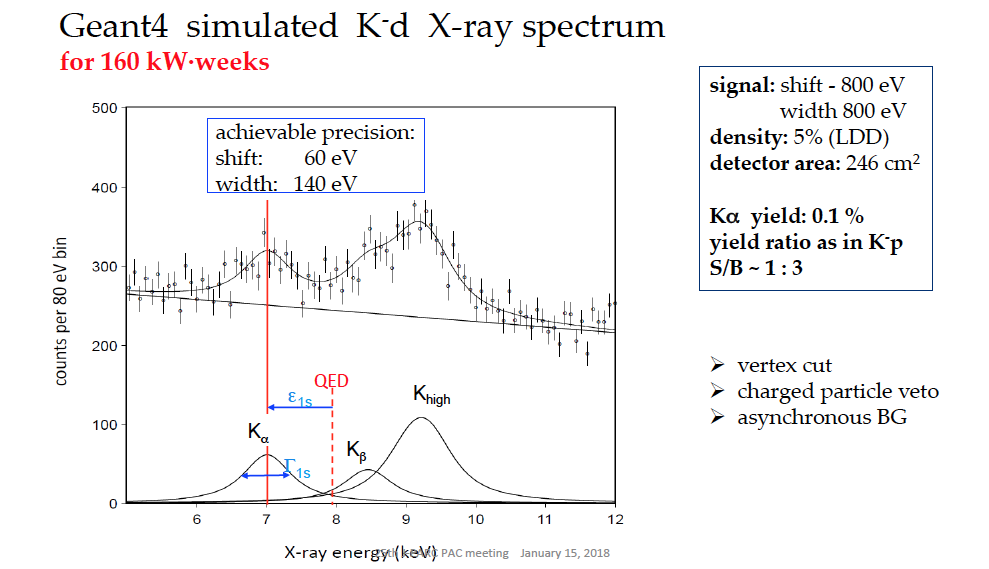 Geant4 simulated K⁻d X-ray spectrum
for 160 kW·weeks
signal: shift - 800 eV
width 800 eV
density: 5% (LDD)
detector area: 246 cm²
Kα yield: 0.1 %
yield ratio as in K⁻p
S/B ~ 1 : 3
achievable precision:
shift: 60 eV
width: 140 eV
500
400
300
200
100
0
counts per 80 eV bin
QED
ε1s
Khigh
Kα
Kβ
Γ1s
6 7 8 9 10 11 12
X-ray energy (keV)
25th J-PARC PAC meeting January 15, 2018
➢ vertex cut
➢ charged particle veto
➢ asynchronous BG